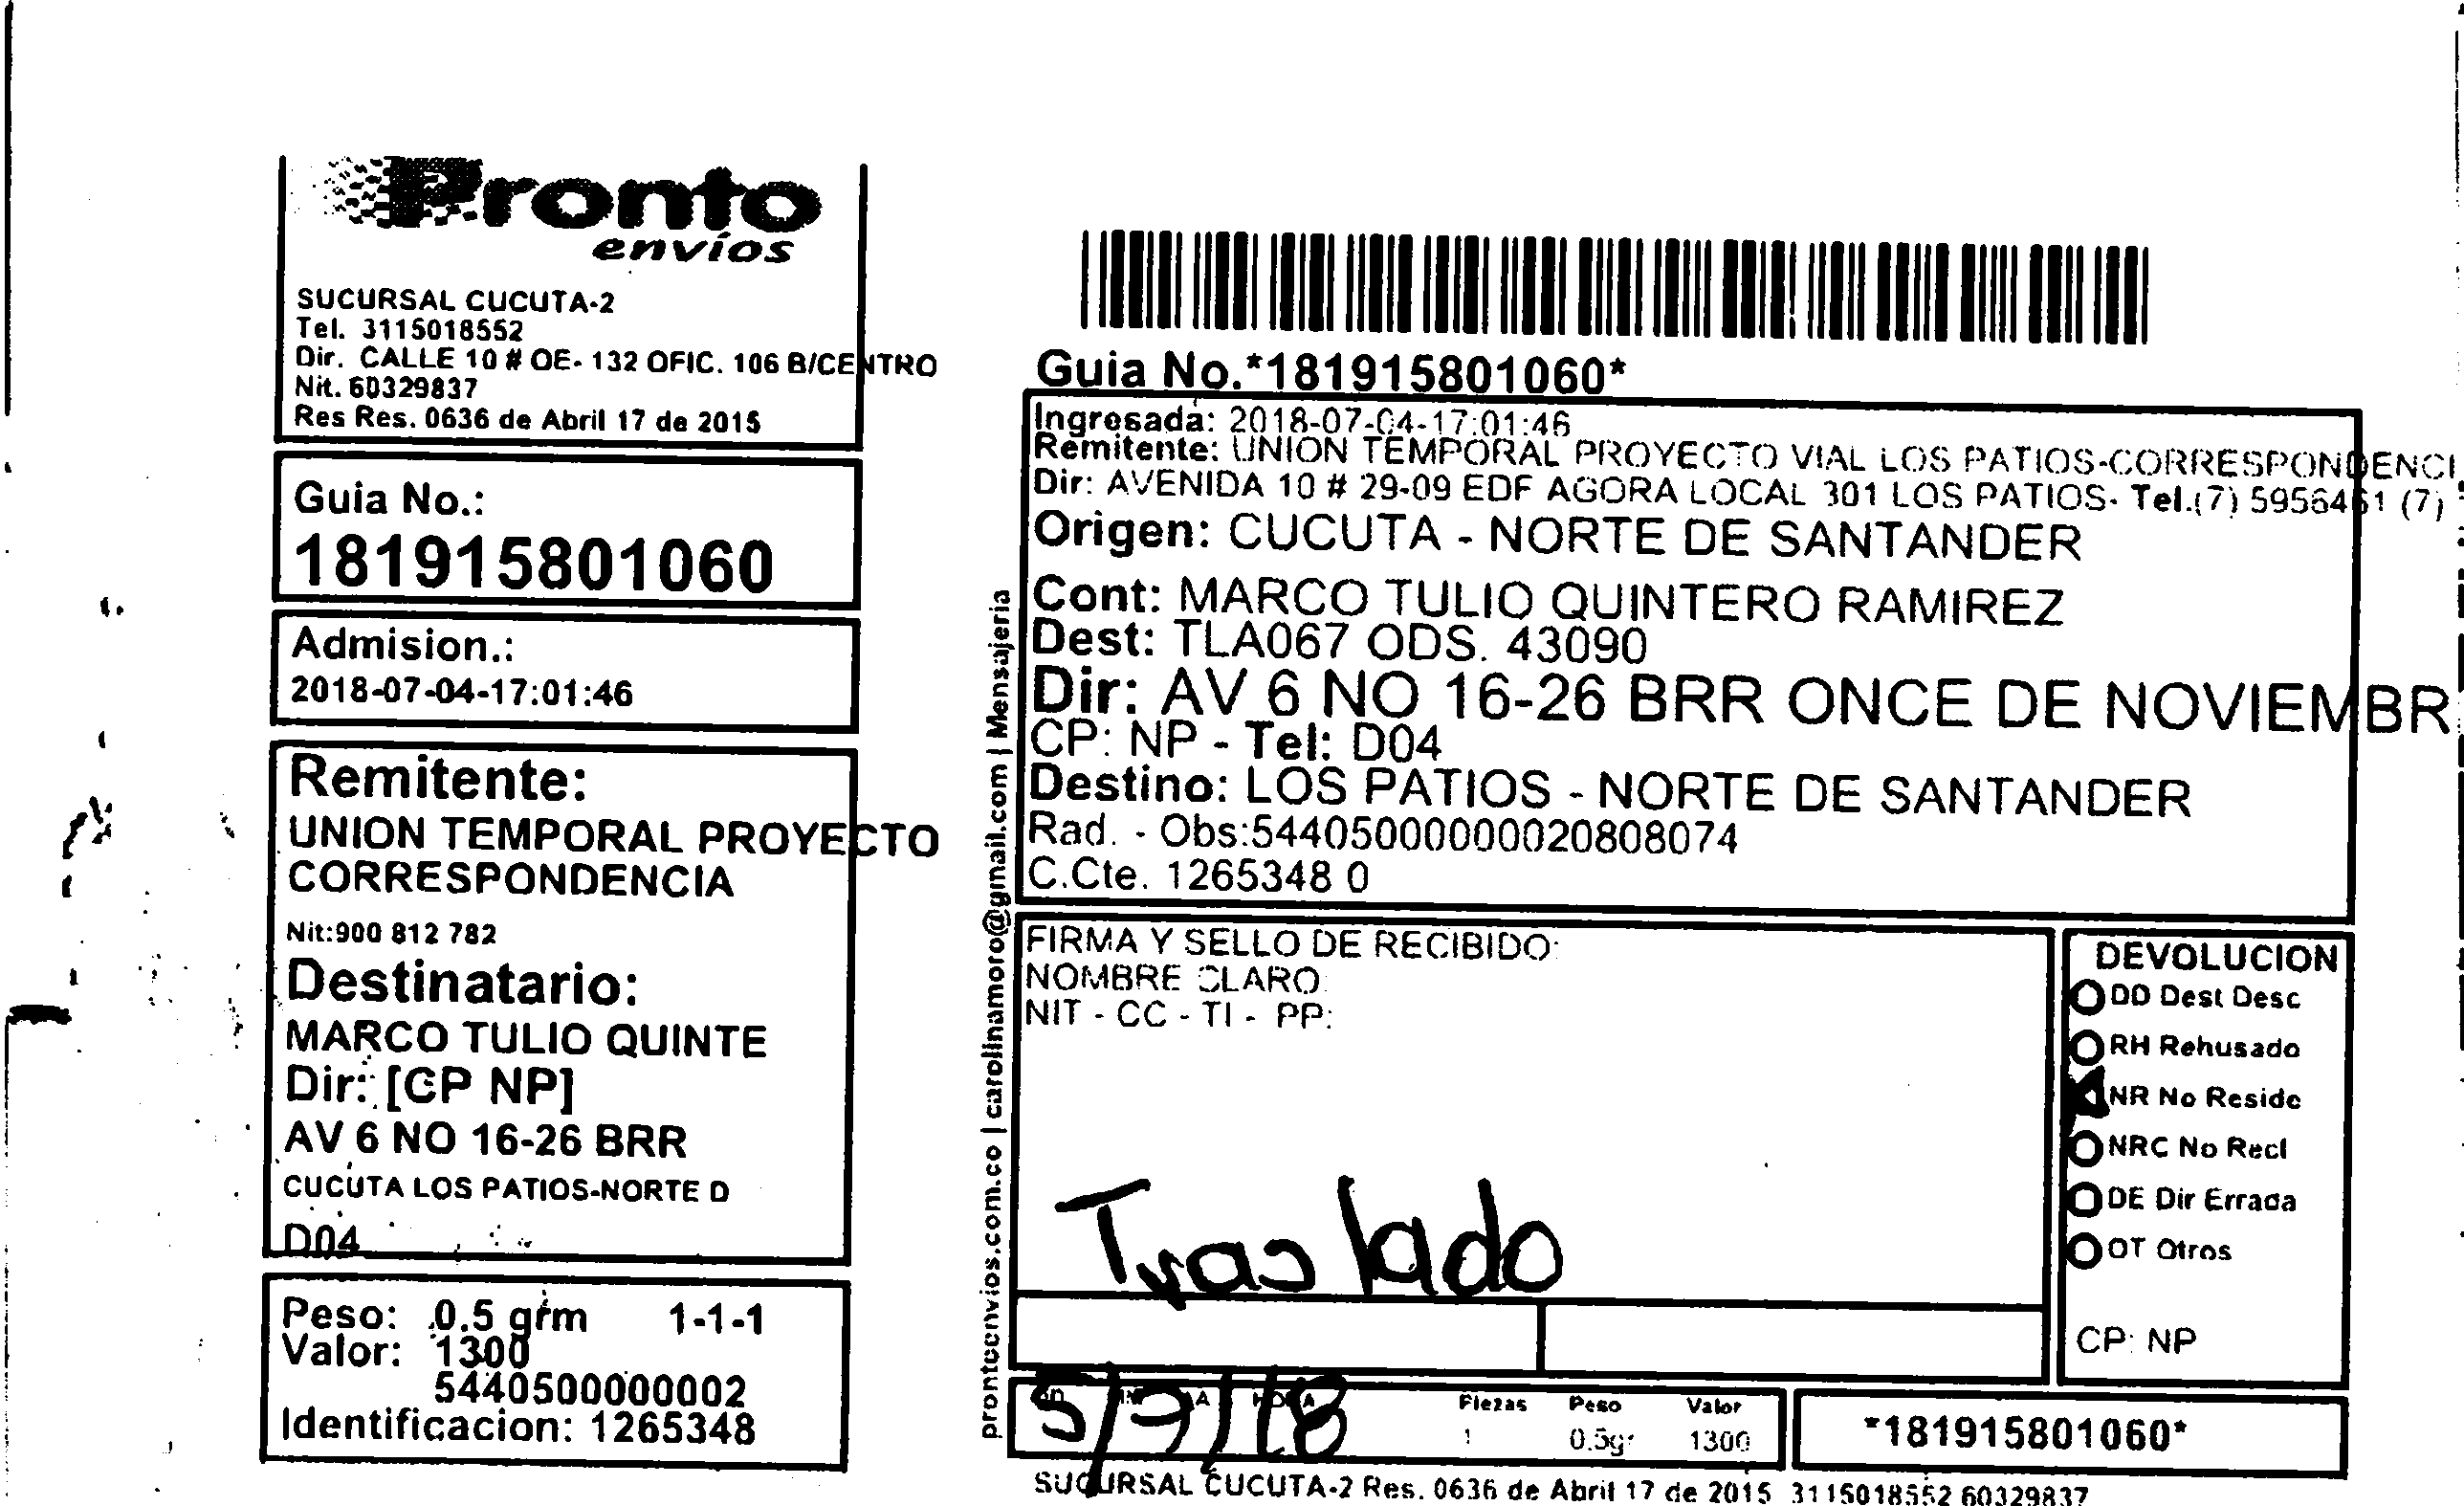 Pronto
envíos
SUCURSAL CUCUTA-2
Tel. 3115018552
Dir. CALLE 10 # OE- 132 OFIC. 106 B/CENTRO
Nit. 60329837
Res Res. 0636 de Abril 17 de 2015
Guia No.:
181915801060
Admision.:
2018-07-04-17:01:46
Remitente:
UNION TEMPORAL PROYECTO
CORRESPONDENCIA
Nit:900 812 782
Destinatario:
MARCO TULIO QUINTE
Dir: [CP NP]
AV 6 NO 16-26 BRR
CUCUTA LOS PATIOS-NORTE D
D04
Peso: 0.5 grm 1-1-1
Valor: 1300
5440500000002
Identificacion: 1265348
prontoenvios.com.co | carolinamoro@gmail.com | Mensajeria
Guia No.*181915801060*
Ingresada: 2018-07-04-17:01:46
Remitente: UNION TEMPORAL PROYECTO VIAL LOS PATIOS-CORRESPONDENCI
Dir: AVENIDA 10 # 29-09 EDF AGORA LOCAL 301 LOS PATIOS- Tel.(7) 5956461 (7)
Origen: CUCUTA - NORTE DE SANTANDER
Cont: MARCO TULIO QUINTERO RAMIREZ
Dest: TLA067 ODS. 43090
Dir: AV 6 NO 16-26 BRR ONCE DE NOVIEMBR
CP: NP - Tel: D04
Destino: LOS PATIOS - NORTE DE SANTANDER
Rad. - Obs:54405000000020808074
C.Cte. 1265348 0
FIRMA Y SELLO DE RECIBIDO:
NOMBRE CLARO:
NIT - CC - TI - PP:
Traslado
DEVOLUCION
DD Dest Desc
RH Rehusado
NR No Reside
NRC No Recl
DE Dir Errada
OT Otros
CP: NP
5/7/18
Piezas Peso Valor
1 0.5gr 1300
*181915801060*
SUCURSAL CUCUTA-2 Res. 0636 de Abril 17 de 2015 3115018552 60329837